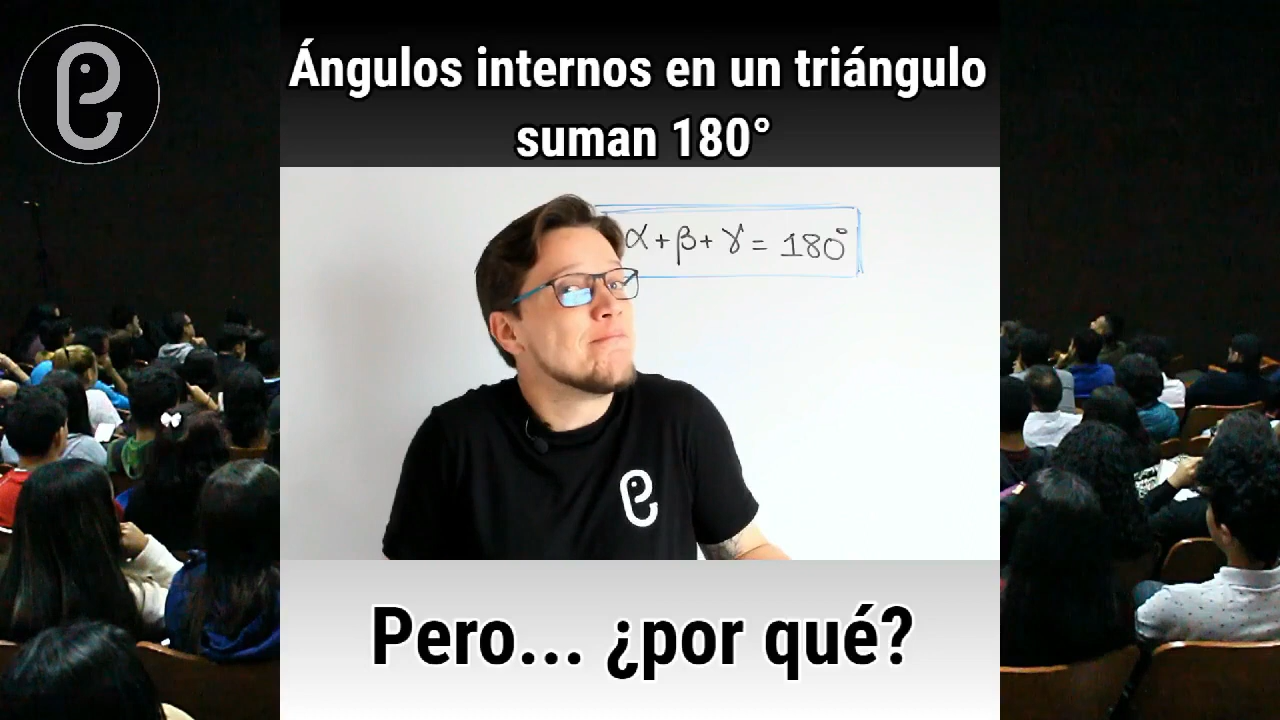 Ángulos internos en un triángulo
suman 180°
α + β + γ = 180°
Pero... ¿por qué?